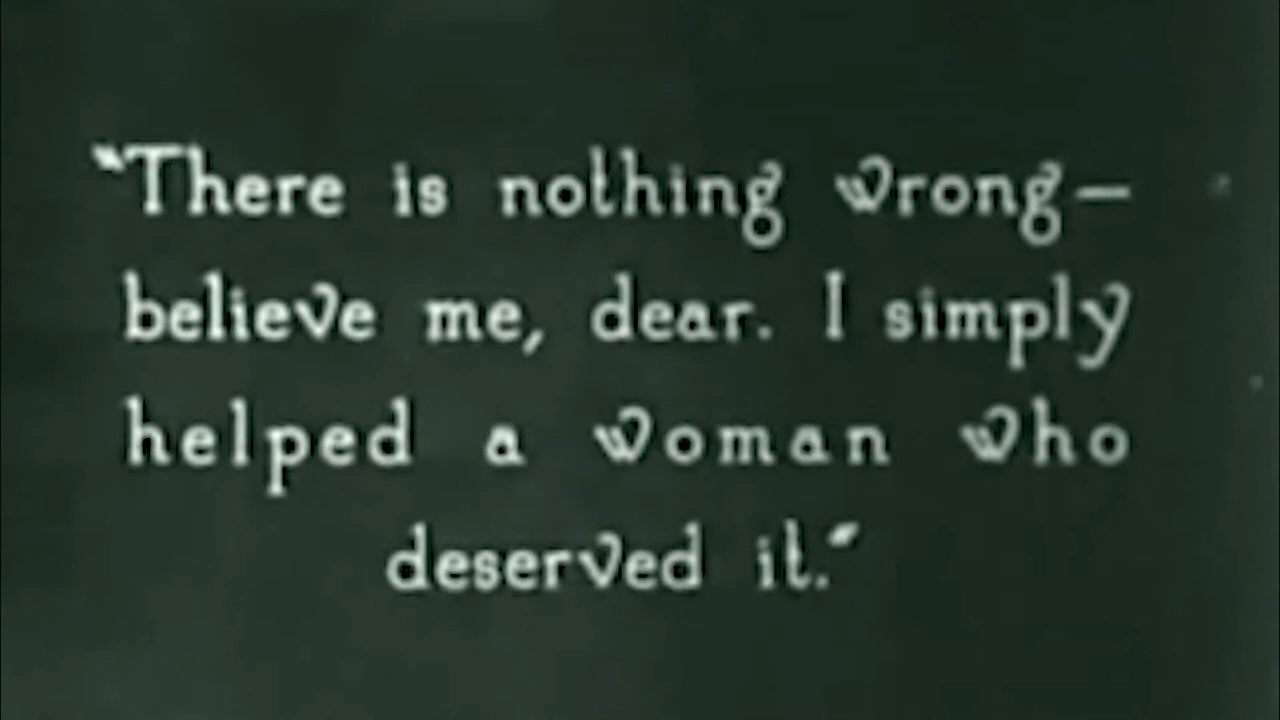 "There is nothing wrong—
believe me, dear. I simply
helped a woman who
deserved it."